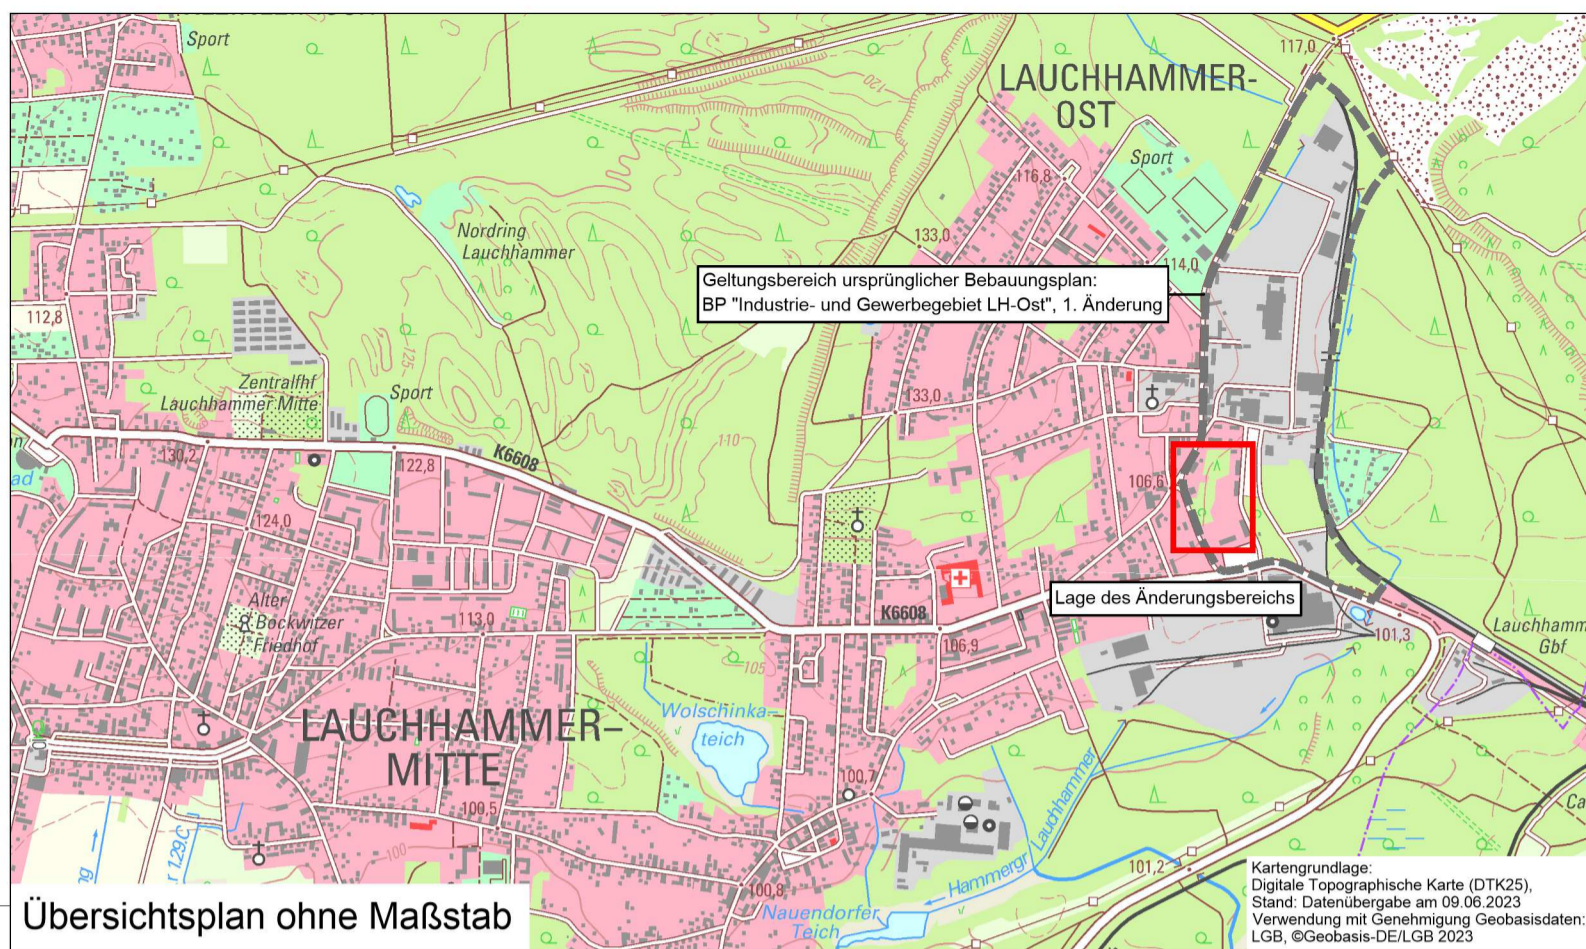 Sport
117,0
LAUCHHAMMER-
OST
120
Sport
116,8
Nordring
Lauchhammer
133,0
114,0
Geltungsbereich ursprünglicher Bebauungsplan:
BP "Industrie- und Gewerbegebiet LH-Ost", 1. Änderung
112,8
125
Zentralfhf
Lauchhammer Mitte
Sport
133,0
130,2
122,8
K6608
110
106,6
ad
124,0
Lage des Änderungsbereichs
Alter
Bockwitzer
Friedhof
113,0
K6608
106,9
101,3
Lauchhamm
Gbf
105
LAUCHHAMMER-
MITTE
Wolschinka-
teich
100,7
100,5
100
Lauchhammer
Hammergr
101,2
100,8
Nauendorfer
Teich
Ca
Übersichtsplan ohne Maßstab
Kartengrundlage:
Digitale Topographische Karte (DTK25),
Stand: Datenübergabe am 09.06.2023
Verwendung mit Genehmigung Geobasisdaten:
LGB, ©Geobasis-DE/LGB 2023